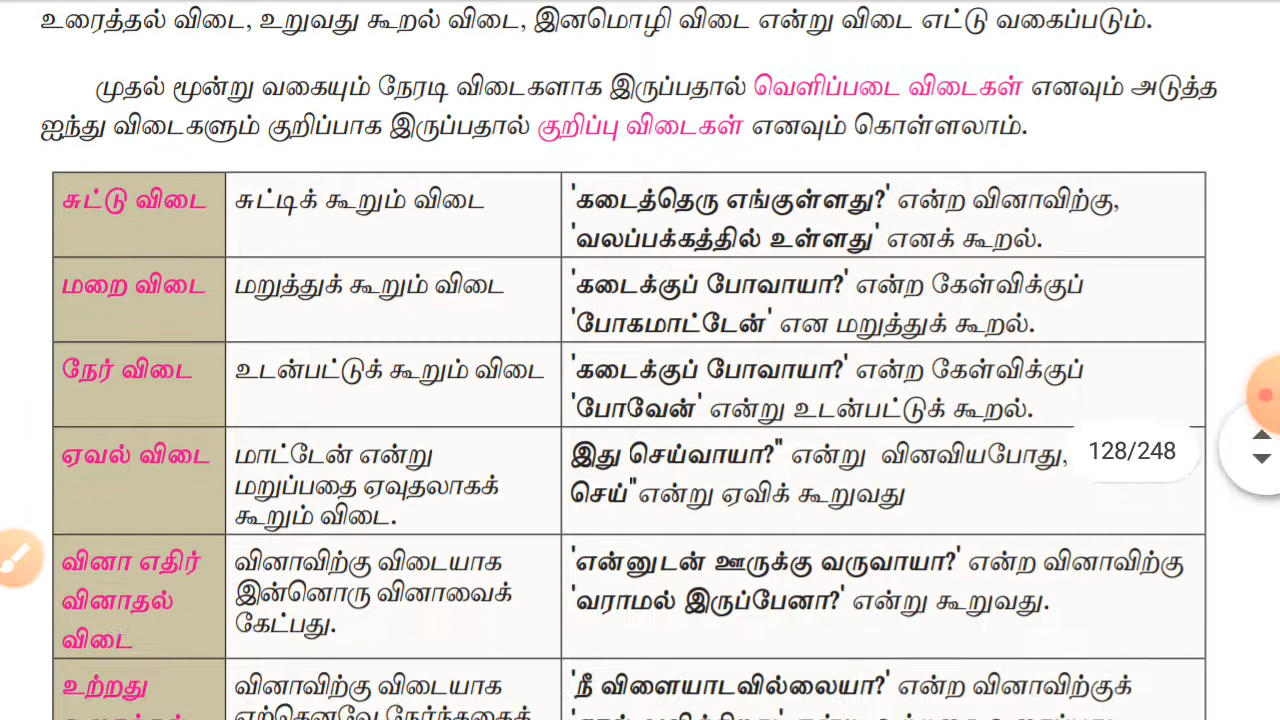 உரைத்தல் விடை, உறுவது கூறல் விடை, இனமொழி விடை என்று விடை எட்டு வகைப்படும்.
முதல் மூன்று வகையும் நேரடி விடைகளாக இருப்பதால் வெளிப்படை விடைகள் எனவும் அடுத்த
ஐந்து விடைகளும் குறிப்பாக இருப்பதால் குறிப்பு விடைகள் எனவும் கொள்ளலாம்.
சுட்டு விடை
சுட்டிக் கூறும் விடை
'கடைத்தெரு எங்குள்ளது?' என்ற வினாவிற்கு,
'வலப்பக்கத்தில் உள்ளது' எனக் கூறல்.
மறை விடை
மறுத்துக் கூறும் விடை
'கடைக்குப் போவாயா?' என்ற கேள்விக்குப்
'போகமாட்டேன்' என மறுத்துக் கூறல்.
நேர் விடை
உடன்பட்டுக் கூறும் விடை
'கடைக்குப் போவாயா?' என்ற கேள்விக்குப்
'போவேன்' என்று உடன்பட்டுக் கூறல்.
ஏவல் விடை
மாட்டேன் என்று
மறுப்பதை ஏவுதலாகக்
கூறும் விடை.
இது செய்வாயா?" என்று வினவியபோது,
செய்"என்று ஏவிக் கூறுவது
128/248
வினா எதிர்
வினாதல்
விடை
வினாவிற்கு விடையாக
இன்னொரு வினாவைக்
கேட்பது.
'என்னுடன் ஊருக்கு வருவாயா?' என்ற வினாவிற்கு
'வராமல் இருப்பேனா?' என்று கூறுவது.
உற்றது
வினாவிற்கு விடையாக
'நீ விளையாடவில்லையா?' என்ற வினாவிற்குக்